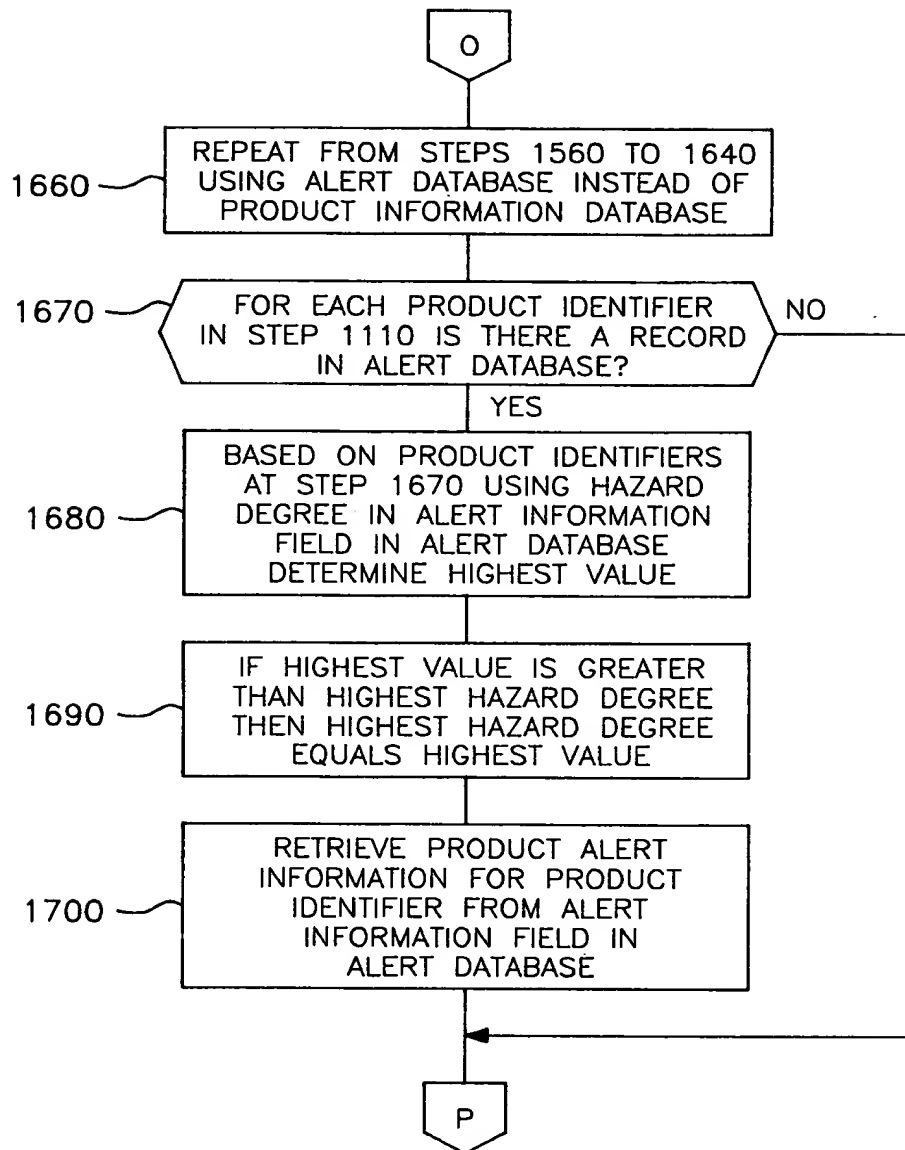 O
1660
REPEAT FROM STEPS 1560 TO 1640
USING ALERT DATABASE INSTEAD OF
PRODUCT INFORMATION DATABASE
1670
FOR EACH PRODUCT IDENTIFIER
IN STEP 1110 IS THERE A RECORD
IN ALERT DATABASE?
NO
YES
1680
BASED ON PRODUCT IDENTIFIERS
AT STEP 1670 USING HAZARD
DEGREE IN ALERT INFORMATION
FIELD IN ALERT DATABASE
DETERMINE HIGHEST VALUE
1690
IF HIGHEST VALUE IS GREATER
THAN HIGHEST HAZARD DEGREE
THEN HIGHEST HAZARD DEGREE
EQUALS HIGHEST VALUE
1700
RETRIEVE PRODUCT ALERT
INFORMATION FOR PRODUCT
IDENTIFIER FROM ALERT
INFORMATION FIELD IN
ALERT DATABASE
P